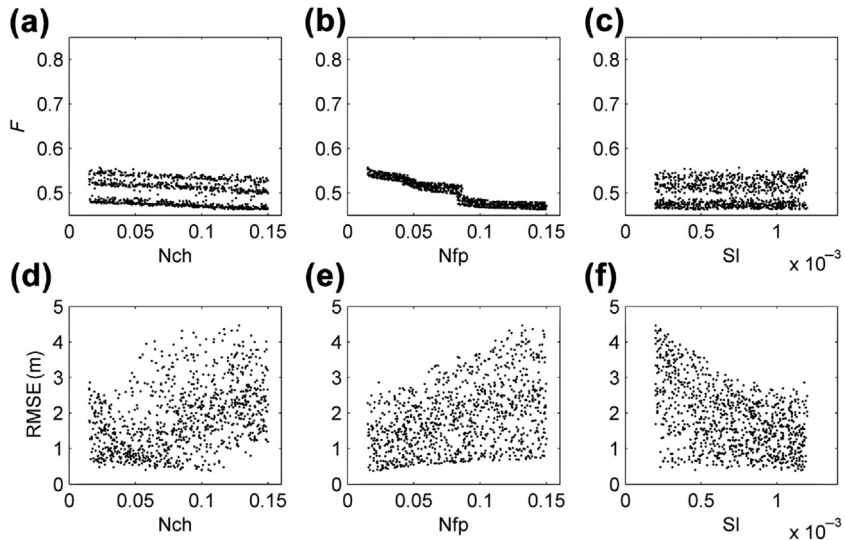 (a) (b) (c)
0.8 0.8 0.8
0.7 0.7 0.7
F
0.6 0.6 0.6
0.5 0.5 0.5
0 0.05 0.10 0.15 0 0.05 0.10 0.15 0 0.5 1
Nch Nfp Sl
x 10⁻³
(d) (e) (f)
5 5 5
4 4 4
RMSE (m)
3 3 3
2 2 2
1 1 1
0 0 0
0 0.05 0.10 0.15 0 0.05 0.10 0.15 0 0.5 1
Nch Nfp Sl
x 10⁻³